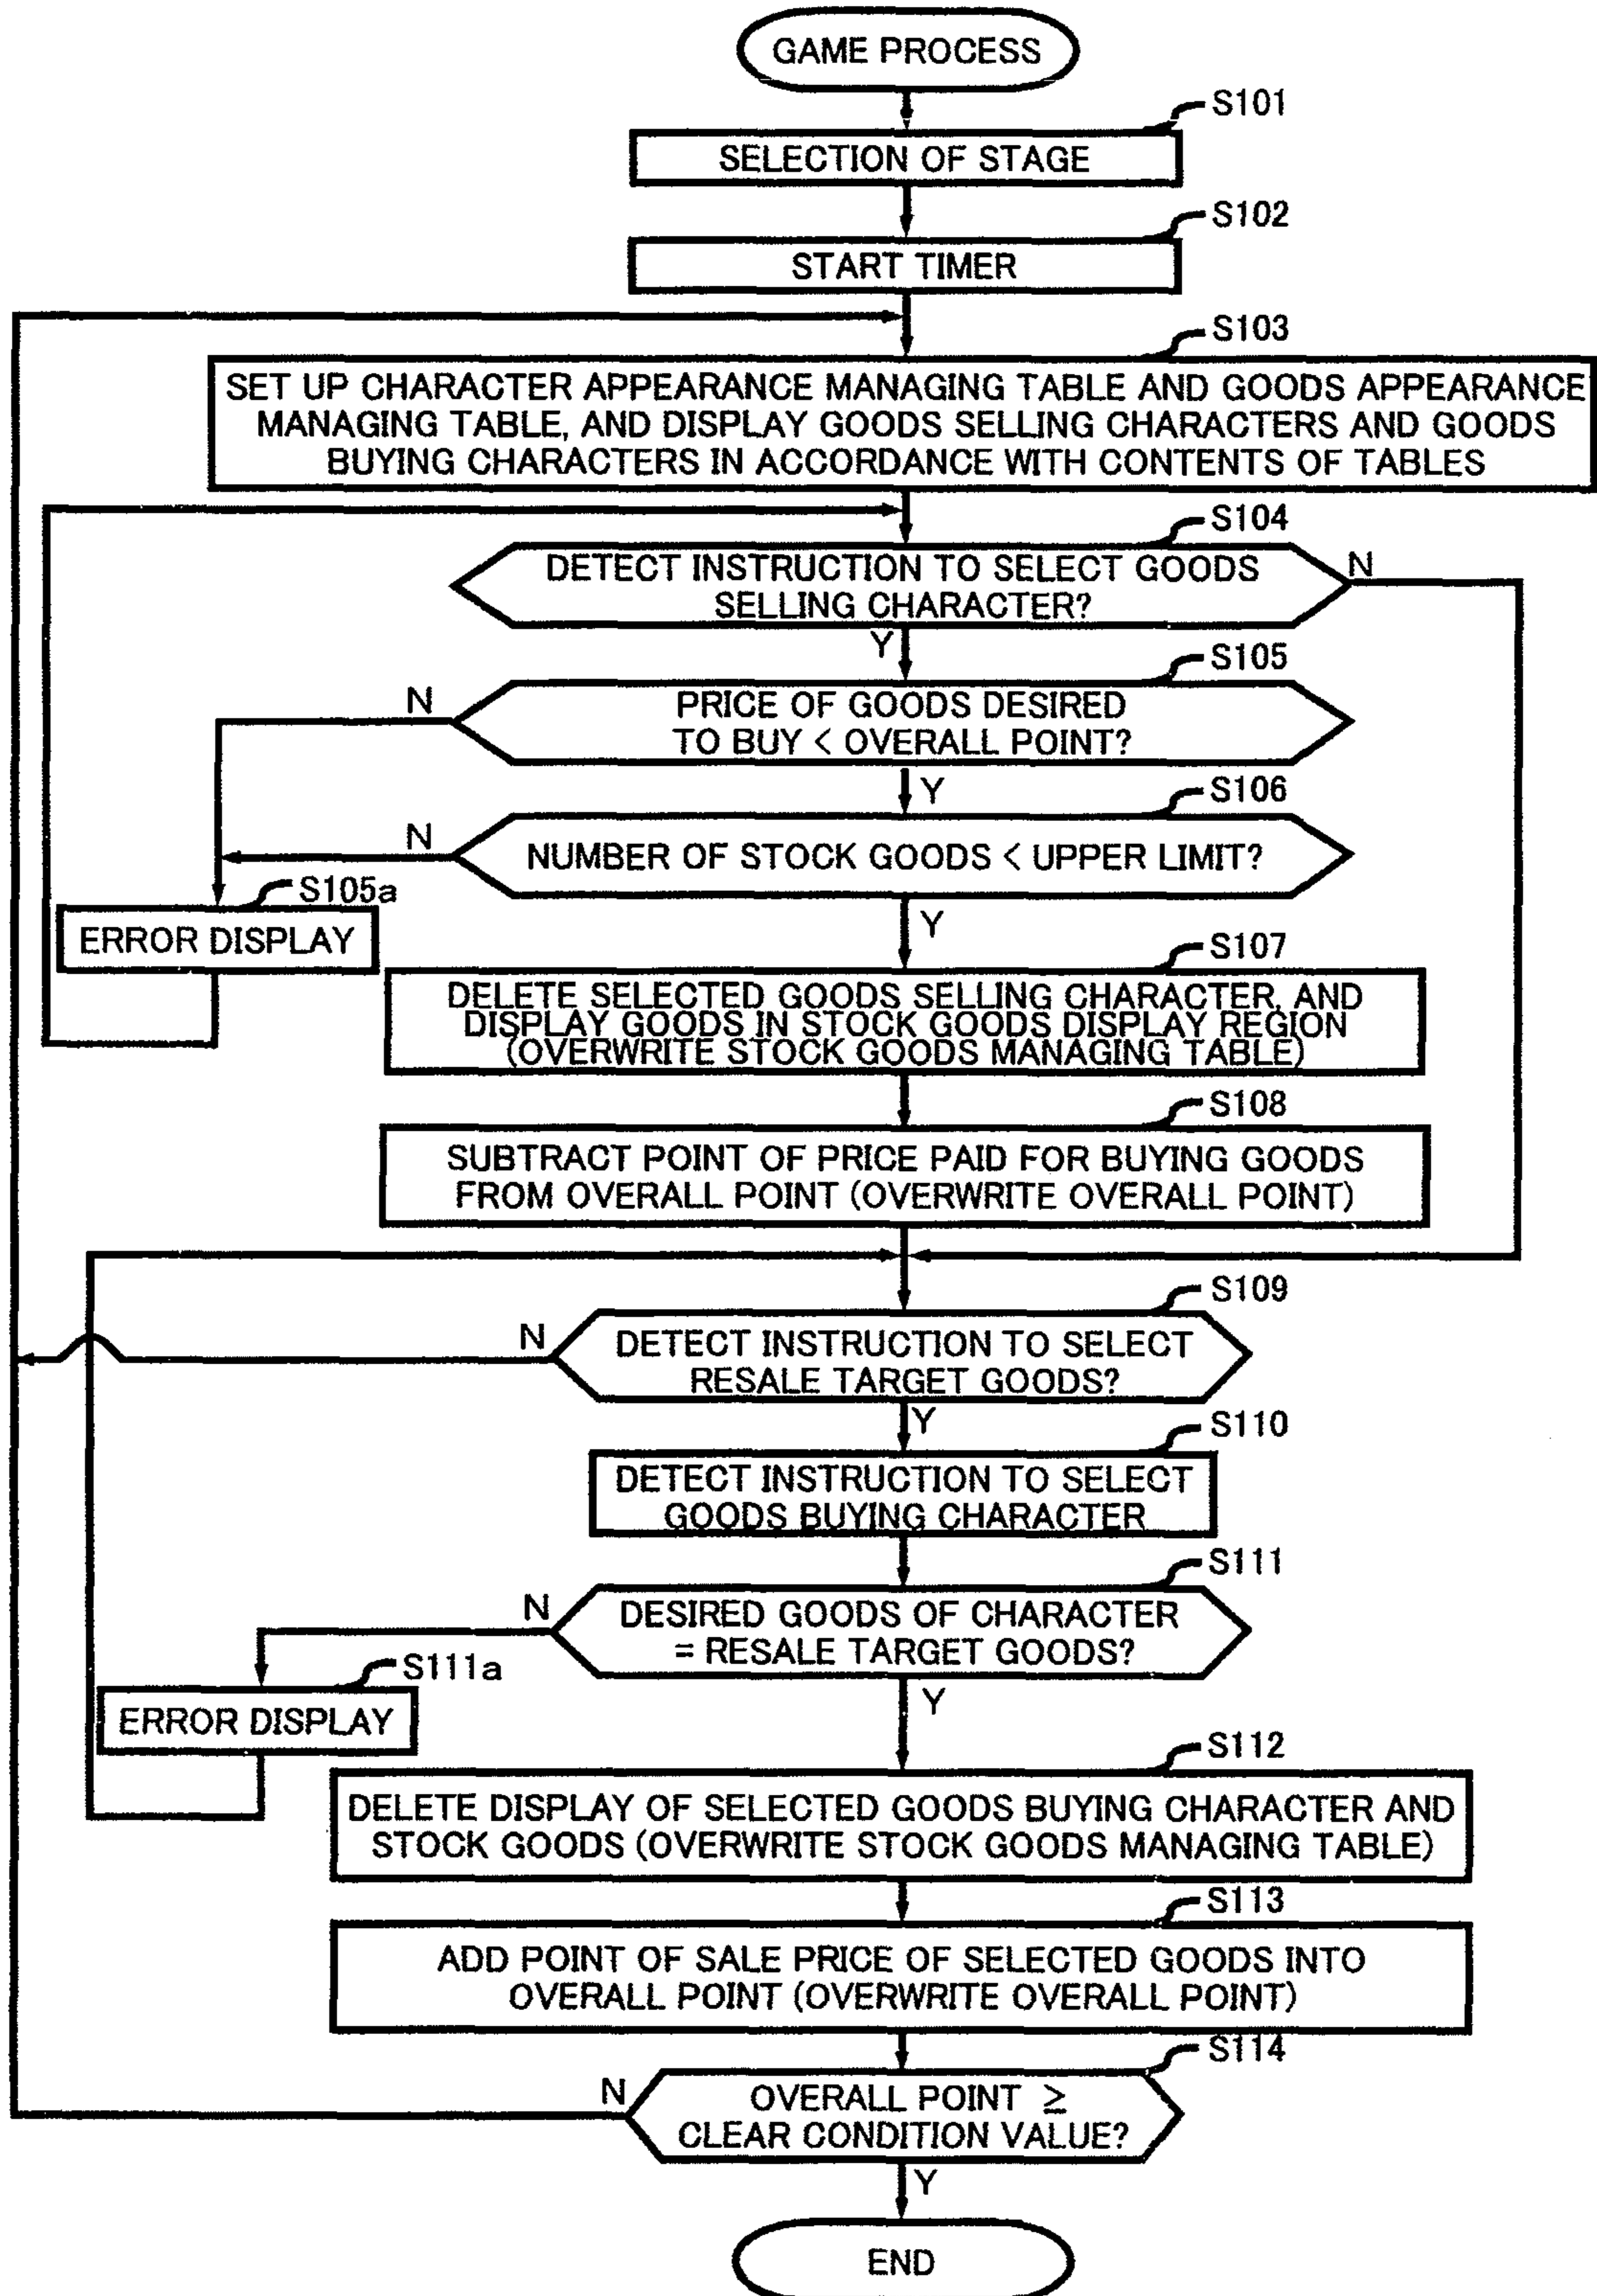 GAME PROCESS
S101
SELECTION OF STAGE
S102
START TIMER
S103
SET UP CHARACTER APPEARANCE MANAGING TABLE AND GOODS APPEARANCE
MANAGING TABLE, AND DISPLAY GOODS SELLING CHARACTERS AND GOODS
BUYING CHARACTERS IN ACCORDANCE WITH CONTENTS OF TABLES
S104
DETECT INSTRUCTION TO SELECT GOODS
SELLING CHARACTER?
N
Y
S105
N
PRICE OF GOODS DESIRED
TO BUY < OVERALL POINT?
Y
S106
N
NUMBER OF STOCK GOODS < UPPER LIMIT?
S105a
ERROR DISPLAY
Y
S107
DELETE SELECTED GOODS SELLING CHARACTER, AND
DISPLAY GOODS IN STOCK GOODS DISPLAY REGION
(OVERWRITE STOCK GOODS MANAGING TABLE)
S108
SUBTRACT POINT OF PRICE PAID FOR BUYING GOODS
FROM OVERALL POINT (OVERWRITE OVERALL POINT)
S109
N
DETECT INSTRUCTION TO SELECT
RESALE TARGET GOODS?
Y
S110
DETECT INSTRUCTION TO SELECT
GOODS BUYING CHARACTER
S111
N
DESIRED GOODS OF CHARACTER
= RESALE TARGET GOODS?
S111a
ERROR DISPLAY
Y
S112
DELETE DISPLAY OF SELECTED GOODS BUYING CHARACTER AND
STOCK GOODS (OVERWRITE STOCK GOODS MANAGING TABLE)
S113
ADD POINT OF SALE PRICE OF SELECTED GOODS INTO
OVERALL POINT (OVERWRITE OVERALL POINT)
S114
N
OVERALL POINT ≥
CLEAR CONDITION VALUE?
Y
END